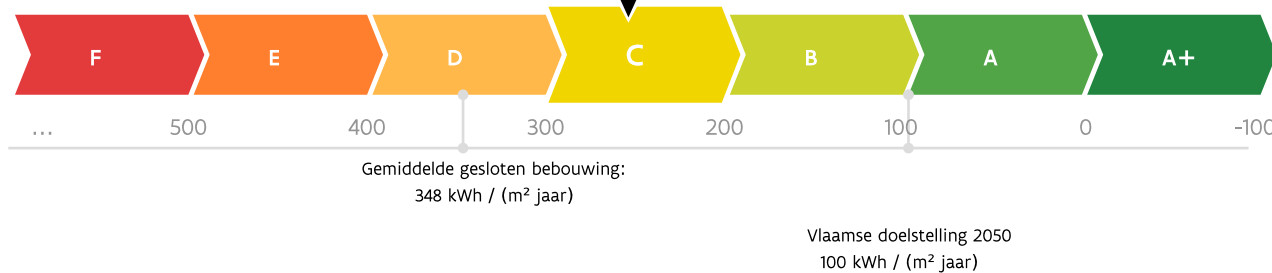 F E D C B A A+
... 500 400 300 200 100 0 -100
Gemiddelde gesloten bebouwing:
348 kWh / (m² jaar)
Vlaamse doelstelling 2050
100 kWh / (m² jaar)